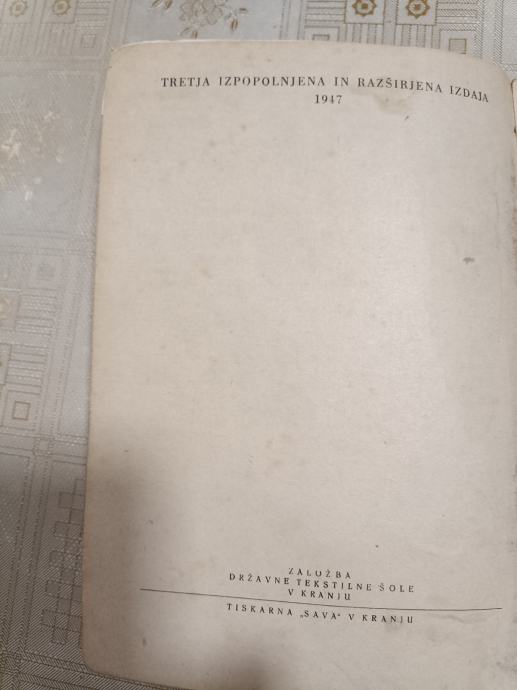 TRETJA IZPOPOLNJENA IN RAZŠIRJENA IZDAJA
1947
ZALOŽBA
DRŽAVNE TEKSTILNE ŠOLE
V KRANJU
TISKARNA „SAVA“ V KRANJU